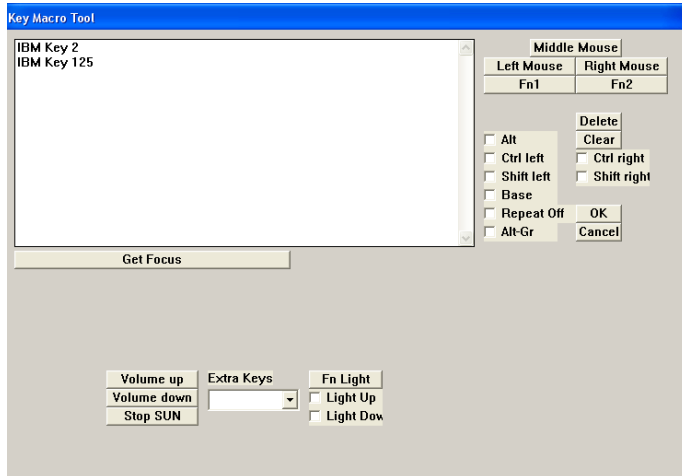 Key Macro Tool
IBM Key 2
IBM Key 125
Middle Mouse
Left Mouse Right Mouse
Fn1 Fn2
Delete
Alt Clear
Ctrl left Ctrl right
Shift left Shift right
Base
Repeat Off OK
Alt-Gr Cancel
Get Focus
Volume up Extra Keys Fn Light
Volume down Light Up
Stop SUN Light Dow